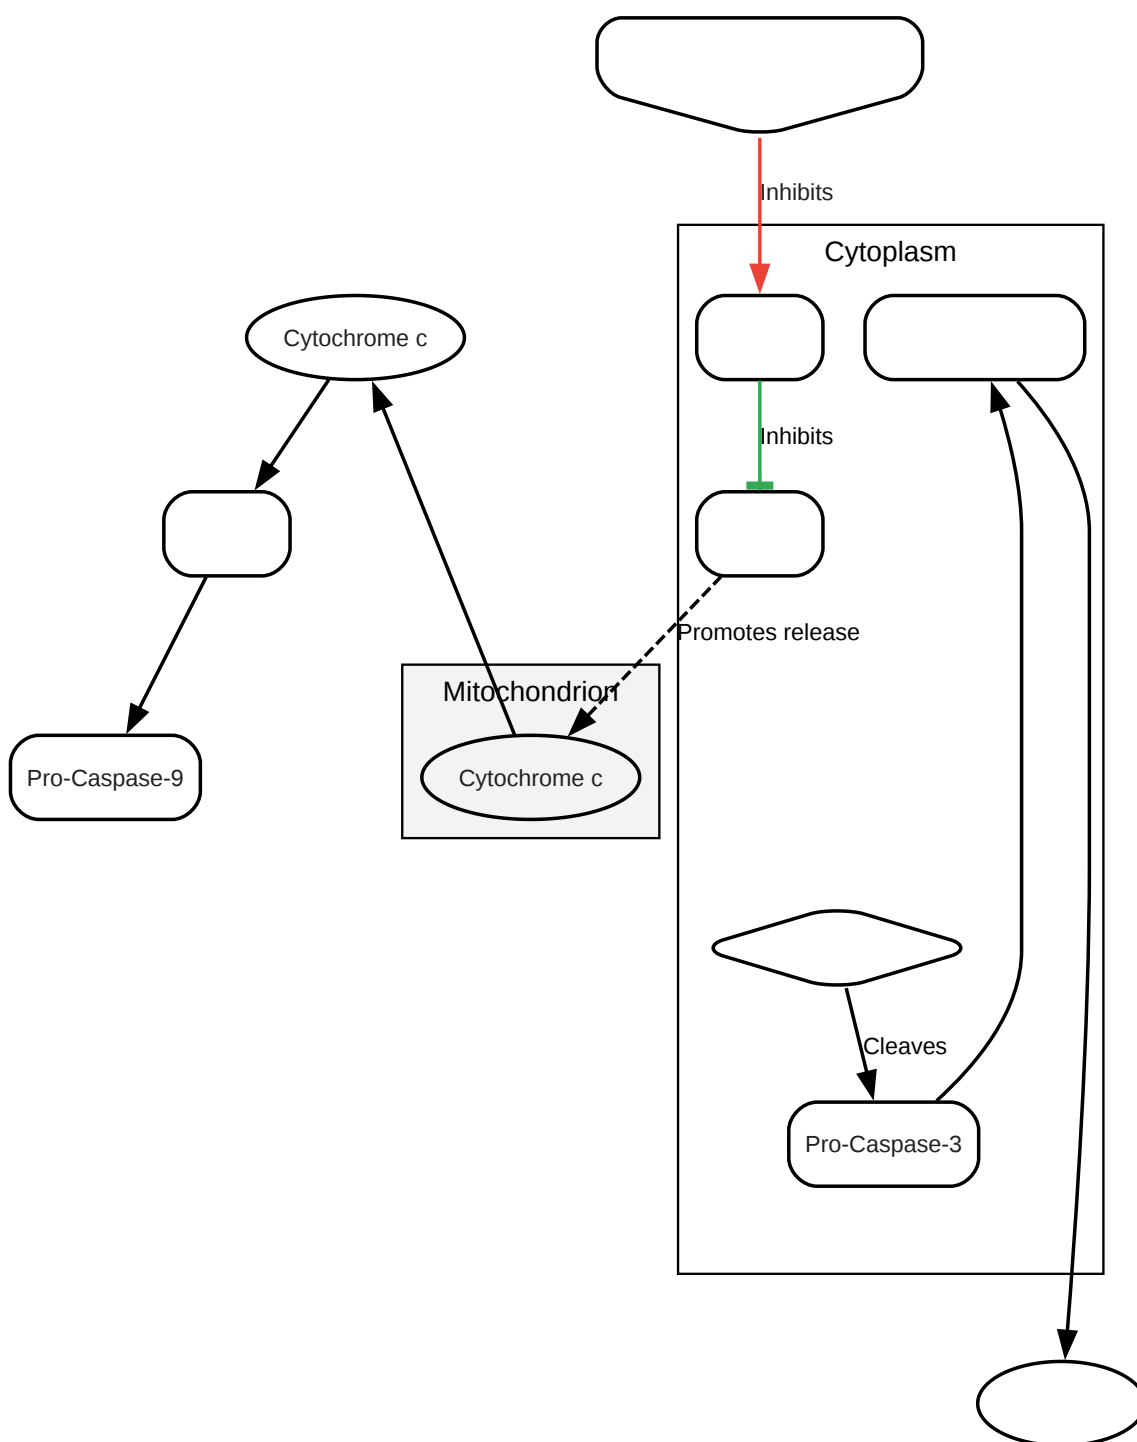 Inhibits
Cytoplasm
Cytochrome c
Inhibits
Promotes release
Mitochondrion
Pro-Caspase-9
Cytochrome c
Cleaves
Pro-Caspase-3